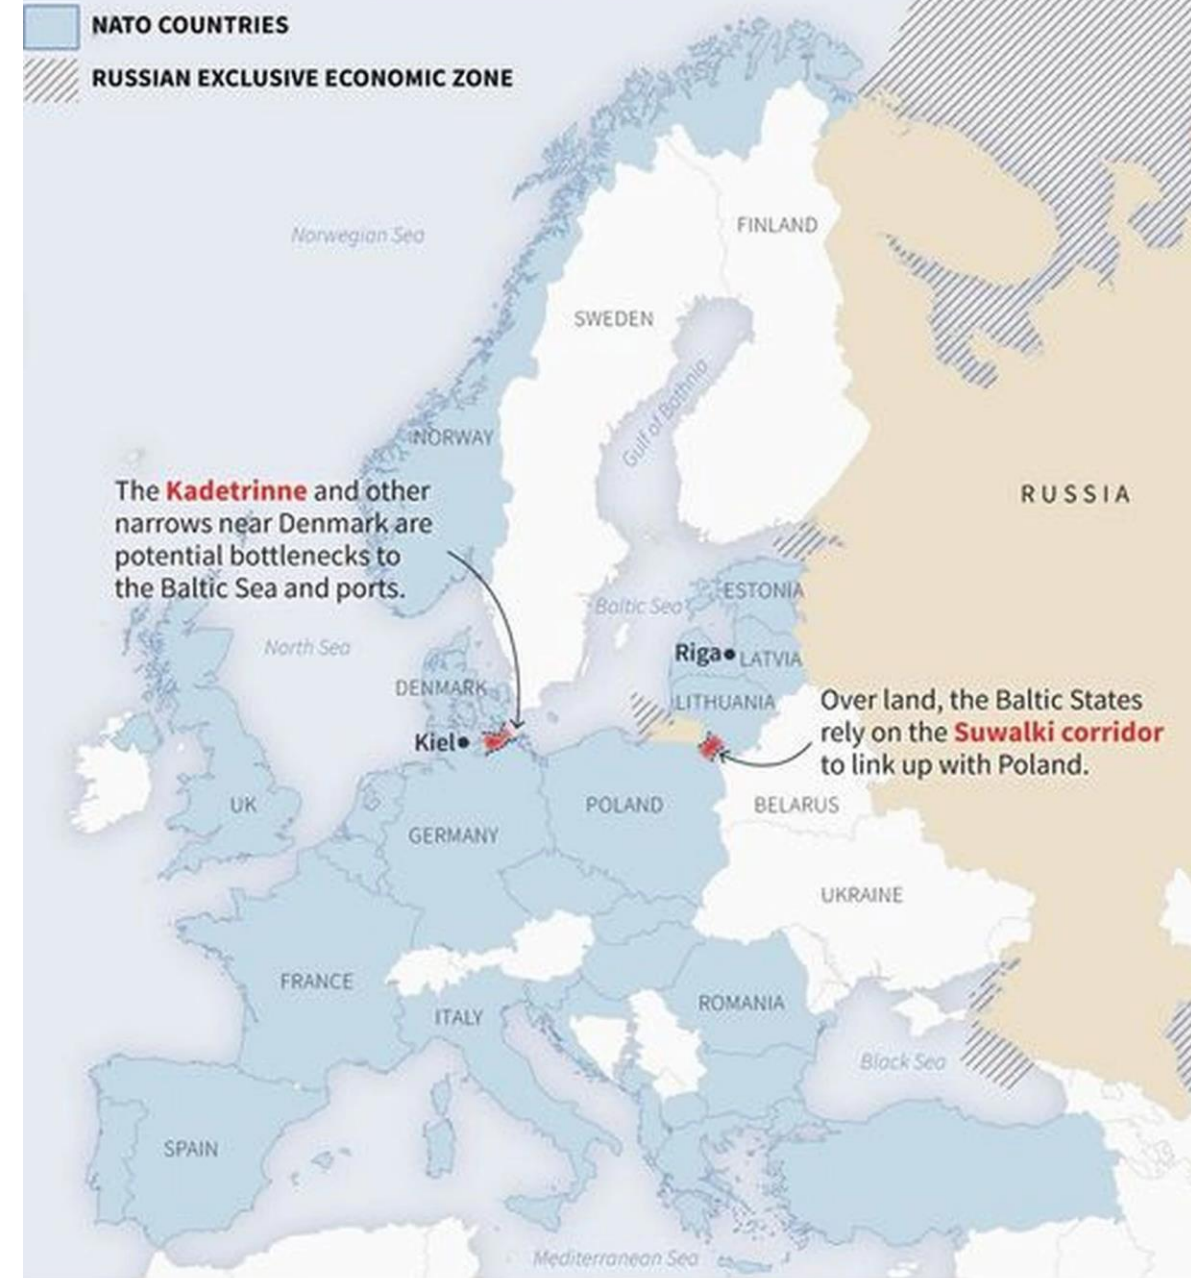 NATO COUNTRIES
RUSSIAN EXCLUSIVE ECONOMIC ZONE
Norwegian Sea
FINLAND
SWEDEN
Gulf of Bothnia
NORWAY
RUSSIA
The Kadetrinne and other
narrows near Denmark are
potential bottlenecks to
the Baltic Sea and ports.
ESTONIA
Baltic Sea
North Sea
Riga
LATVIA
DENMARK
LITHUANIA
Over land, the Baltic States
rely on the Suwalki corridor
to link up with Poland.
Kiel
UK
POLAND
BELARUS
GERMANY
UKRAINE
FRANCE
ROMANIA
ITALY
Black Sea
SPAIN
Mediterranean Sea